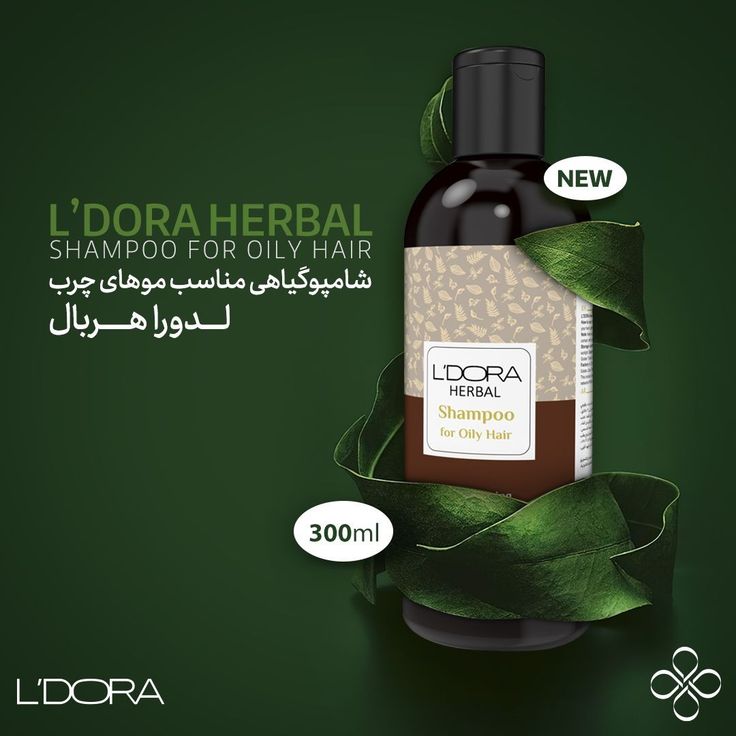 L'DORA HERBAL
SHAMPOO FOR OILY HAIR
شامپوگیاهی مناسب موهای چرب
لـدورا هـربال
NEW
L'DORA
HERBAL
Shampoo
for Oily Hair
300ml
L'DORA